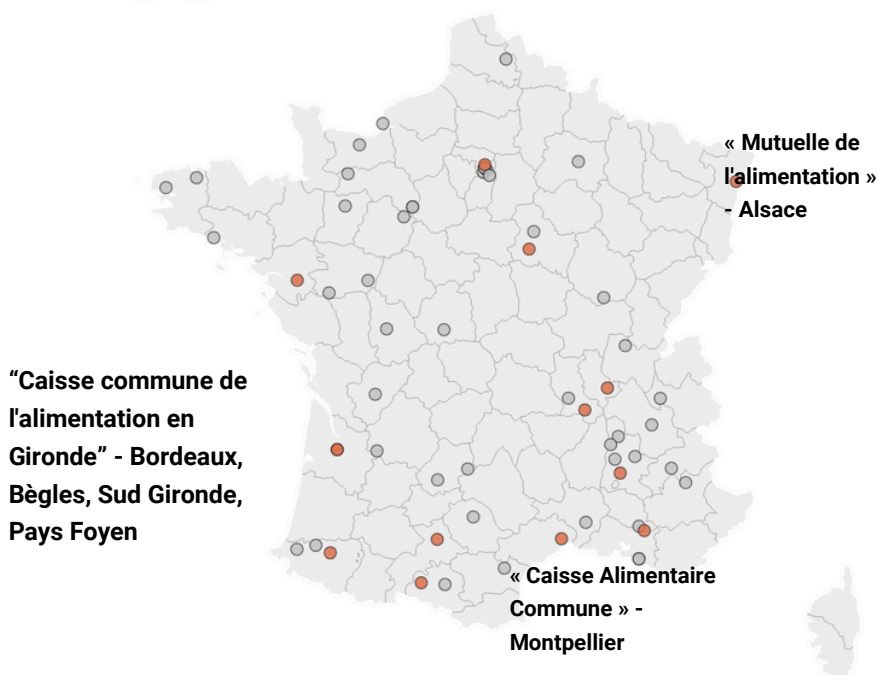 « Mutuelle de
l'alimentation »
- Alsace
“Caisse commune de
l'alimentation en
Gironde” - Bordeaux,
Bègles, Sud Gironde,
Pays Foyen
« Caisse Alimentaire
Commune » -
Montpellier